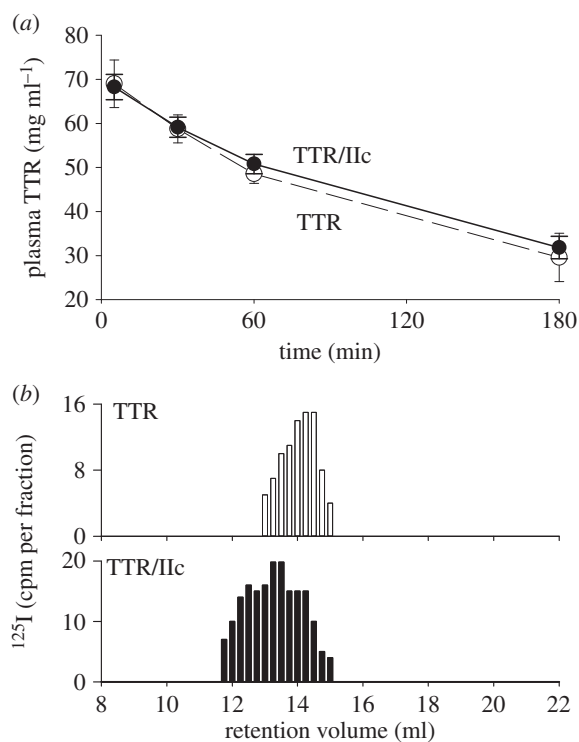 (a)
80
70
60
50
40
30
20
plasma TTR (mg ml⁻¹)
TTR/IIc
TTR
0 60 120 180
time (min)
(b)
16
8
0
TTR
20
10
0
TTR/IIc
¹²⁵I (cpm per fraction)
8 10 12 14 16 18 20 22
retention volume (ml)